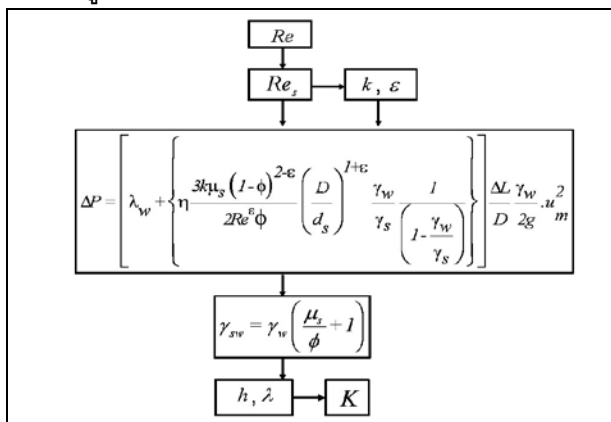 Re
Re_s
k, ε
ΔP = [λ_w + {η (3kμ_s (1-ϕ)^{2-ε})/(2Re^ε ϕ) (D/d_s)^{1+ε} (γ_w/γ_s) 1/(1-γ_w/γ_s)}] (ΔL/D) (γ_w/2g) .u_m^2
γ_sw = γ_w (μ_s/ϕ + 1)
h, λ
K